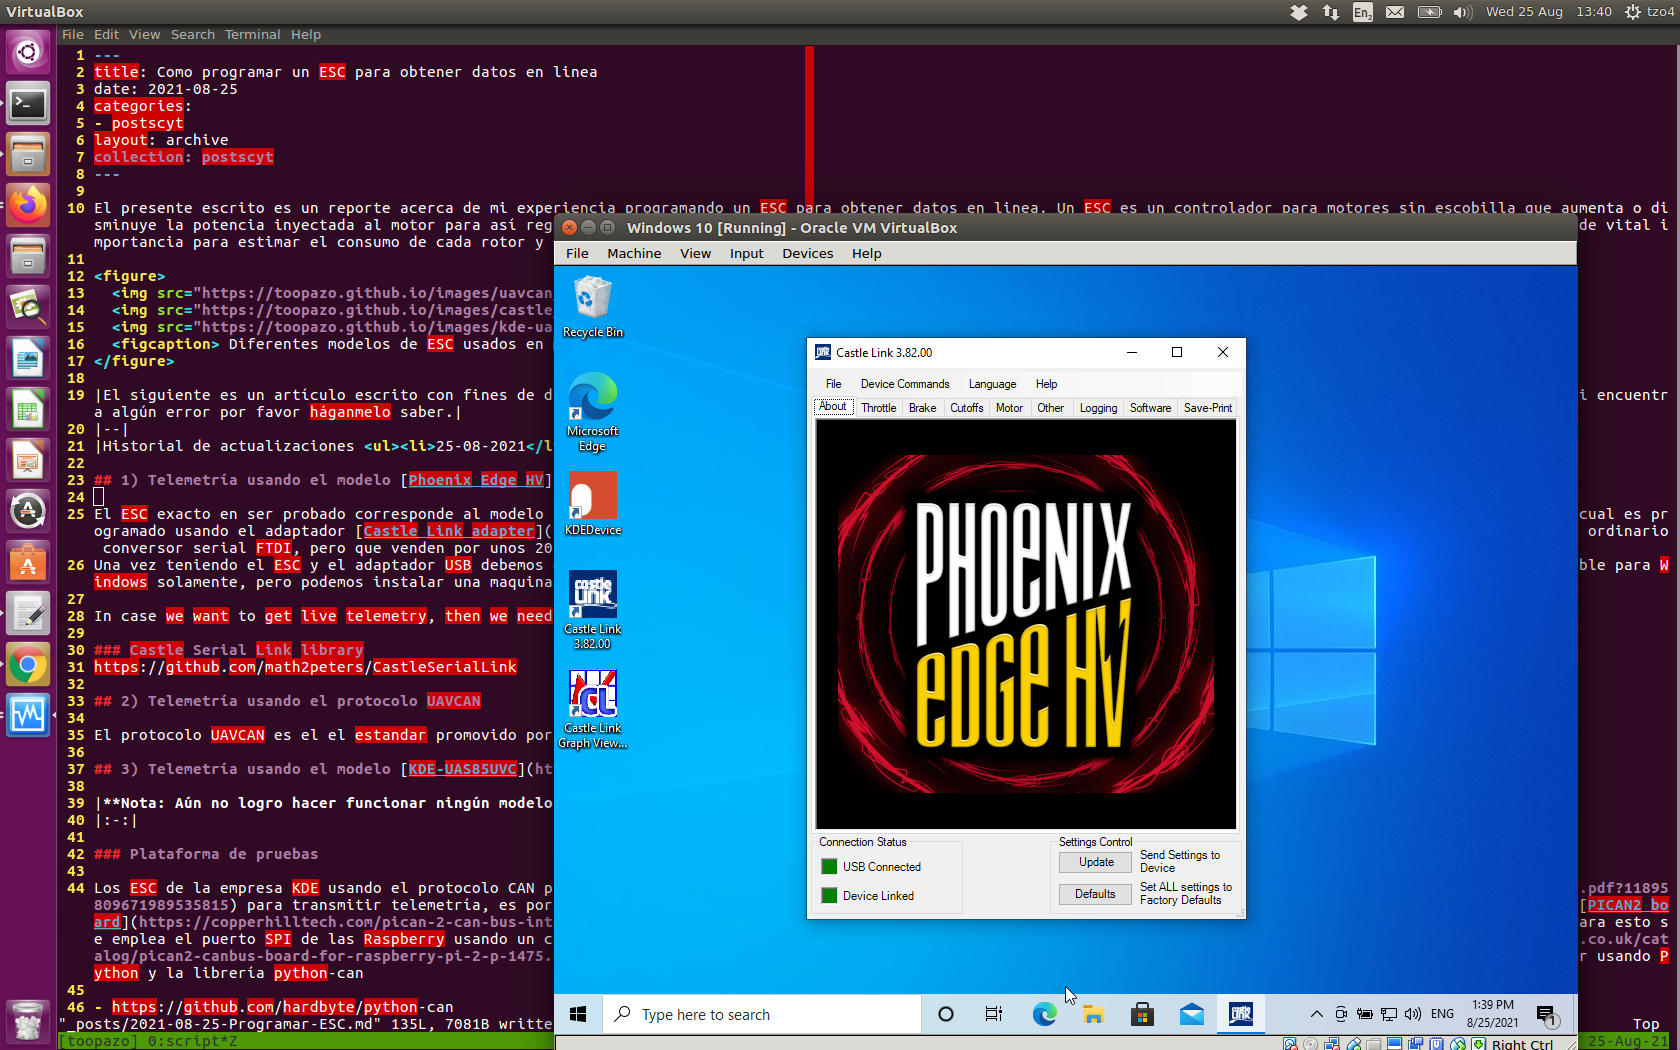 VirtualBox
En2
Wed 25 Aug 13:40 tzo4
File Edit View Search Terminal Help
1 ---
2 title: Como programar un ESC para obtener datos en linea
3 date: 2021-08-25
4 categories:
5 - postscyt
6 layout: archive
7 collection: postscyt
8 ---
9
10 El presente escrito es un reporte acerca de mi experiencia programando un ESC para obtener datos en linea. Un ESC es un controlador para motores sin escobilla que aumenta o di
sminuye la potencia inyectada al motor para así reg
de vital i
mportancia para estimar el consumo de cada rotor y
11
12 <figure>
13 <img src="https://toopazo.github.io/images/uavcan
14 <img src="https://toopazo.github.io/images/castle
15 <img src="https://toopazo.github.io/images/kde-ua
16 <figcaption> Diferentes modelos de ESC usados en
17 </figure>
18
19 |El siguiente es un artículo escrito con fines de d
i encuentr
a algún error por favor háganmelo saber.|
20 |--|
21 |Historial de actualizaciones <ul><li>25-08-2021</l
22
23 ## 1) Telemetría usando el modelo [Phoenix Edge HV]
24
25 El ESC exacto en ser probado corresponde al modelo
cual es pr
ogramado usando el adaptador [Castle Link adapter](
ordinario
conversor serial FTDI, pero que venden por unos 20
26 Una vez teniendo el ESC y el adaptador USB debemos
ble para W
indows solamente, pero podemos instalar una maquina
27
28 In case we want to get live telemetry, then we need
29
30 ### Castle Serial Link library
31 https://github.com/math2peters/CastleSerialLink
32
33 ## 2) Telemetría usando el protocolo UAVCAN
34
35 El protocolo UAVCAN es el el estandar promovido por
36
37 ## 3) Telemetría usando el modelo [KDE-UAS85UVC](ht
38
39 |**Nota: Aún no logro hacer funcionar ningún modelo
40 |:-:|
41
42 ### Plataforma de pruebas
43
44 Los ESC de la empresa KDE usando el protocolo CAN p
.pdf?11895
809671989535815) para transmitir telemetría, es por
[PICAN2 bo
ard](https://copperhilltech.com/pican-2-can-bus-int
ara esto s
e emplea el puerto SPI de las Raspberry usando un c
.co.uk/cat
alog/pican2-canbus-board-for-raspberry-pi-2-p-1475.
r usando P
ython y la librería python-can
45
46 - https://github.com/hardbyte/python-can
"_posts/2021-08-25-Programar-ESC.md" 135L, 7081B writte
Top
[toopazo] 0:script*Z
25-Aug-21
Windows 10 [Running] - Oracle VM VirtualBox
File Machine View Input Devices Help
Recycle Bin
Microsoft
Edge
KDEDevice
castle
LINK
Castle Link
3.82.00
CL
Castle Link
Graph View...
Castle Link 3.82.00
File Device Commands Language Help
About Throttle Brake Cutoffs Motor Other Logging Software Save-Print
PHOENIX
EDGE HV
Connection Status
USB Connected
Device Linked
Settings Control
Update
Send Settings to
Device
Defaults
Set ALL settings to
Factory Defaults
Type here to search
ENG
1:39 PM
8/25/2021
1
Right Ctrl